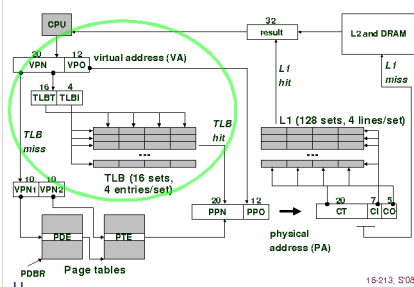 CPU
32
result
L2 and DRAM
20
12
VPN
VPO
virtual address (VA)
16
4
TLBT
TLBI
L1
hit
L1
miss
TLB
miss
TLB
hit
L1 (128 sets, 4 lines/set)
...
...
TLB (16 sets,
4 entries/set)
10
10
VPN1
VPN2
20
12
PPN
PPO
20
7
5
CT
CI
CO
physical
address (PA)
PDE
PTE
PDBR
Page tables
15-213, S'08